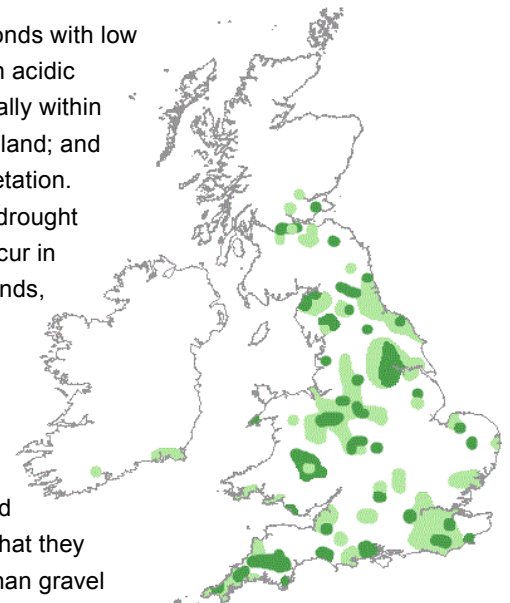 onds with low
n acidic
ally within
land; and
etation.
drought
cur in
nds,
d
hat they
han gravel